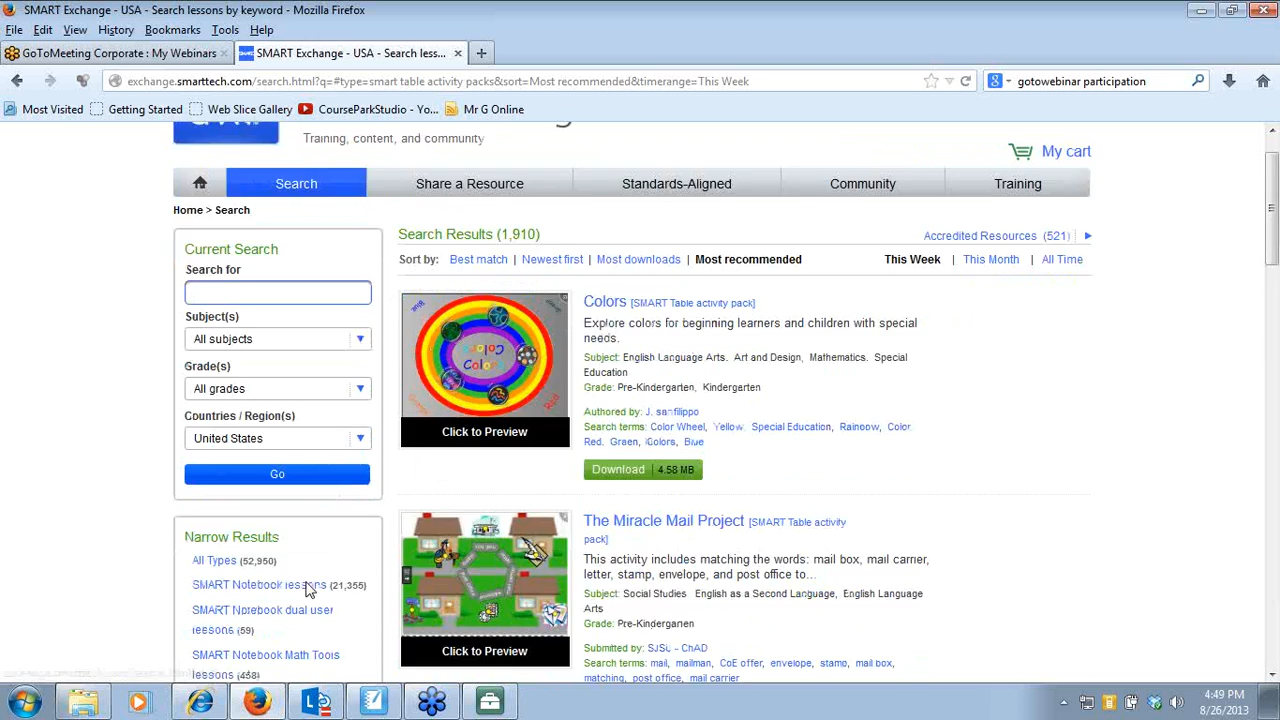 SMART Exchange - USA - Search lessons by keyword - Mozilla Firefox
File Edit View History Bookmarks Tools Help
GoToMeeting Corporate : My Webinars
SMART Exchange - USA - Search less...
exchange.smarttech.com/search.html?q=#type=smart table activity packs&sort=Most recommended&timerange=This Week
gotowebinar participation
Most Visited Getting Started Web Slice Gallery CourseParkStudio - Yo... Mr G Online
Training, content, and community
My cart
Search Share a Resource Standards-Aligned Community Training
Home > Search
Current Search
Search for
Subject(s)
All subjects
Grade(s)
All grades
Countries / Region(s)
United States
Go
Narrow Results
All Types (52,950)
SMART Notebook lessons (21,355)
SMART Notebook dual user
lessons (59)
SMART Notebook Math Tools
lessons (458)
Search Results (1,910)
Accredited Resources (521)
Sort by: Best match | Newest first | Most downloads | Most recommended
This Week | This Month | All Time
Colors [SMART Table activity pack]
Explore colors for beginning learners and children with special
needs.
Subject: English Language Arts, Art and Design, Mathematics, Special
Education
Grade: Pre-Kindergarten, Kindergarten
Authored by: J. sanfilippo
Search terms: Color Wheel, Yellow, Special Education, Rainbow, Color,
Red, Green, Colors, Blue
Download | 4.58 MB
Color
Red
Click to Preview
The Miracle Mail Project [SMART Table activity
pack]
This activity includes matching the words: mail box, mail carrier,
letter, stamp, envelope, and post office to...
Subject: Social Studies English as a Second Language, English Language
Arts
Grade: Pre-Kindergarten
Submitted by: SJSU - ChAD
Search terms: mail, mailman, CoE offer, envelope, stamp, mail box,
matching, post office, mail carrier
Click to Preview
4:49 PM
8/26/2013